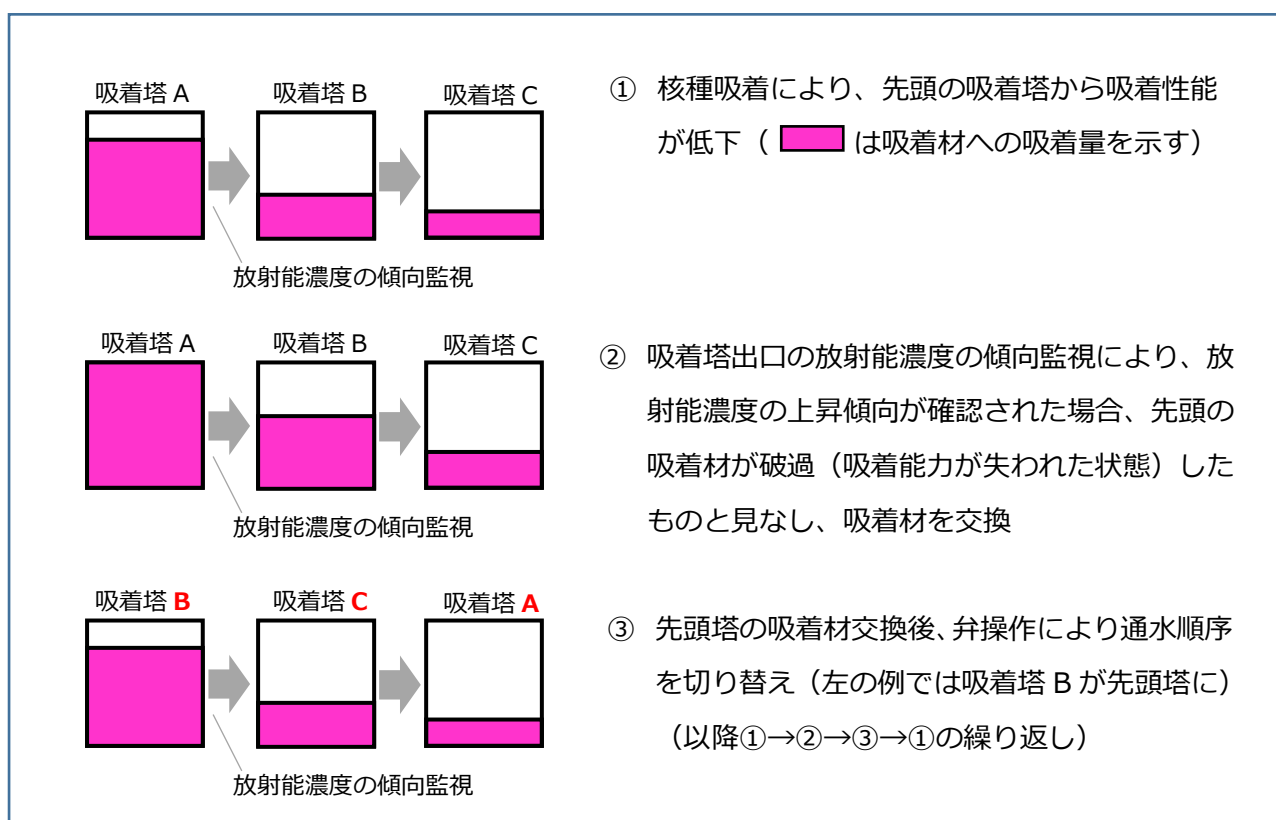 吸着塔 A 吸着塔 B 吸着塔 C
放射能濃度の傾向監視
① 核種吸着により、先頭の吸着塔から吸着性能
が低下（ は吸着材への吸着量を示す）
吸着塔 A 吸着塔 B 吸着塔 C
放射能濃度の傾向監視
② 吸着塔出口の放射能濃度の傾向監視により、放
射能濃度の上昇傾向が確認された場合、先頭の
吸着材が破過（吸着能力が失われた状態）した
ものと見なし、吸着材を交換
吸着塔 B 吸着塔 C 吸着塔 A
放射能濃度の傾向監視
③ 先頭塔の吸着材交換後、弁操作により通水順序
を切り替え（左の例では吸着塔 B が先頭塔に）
（以降①→②→③→①の繰り返し）